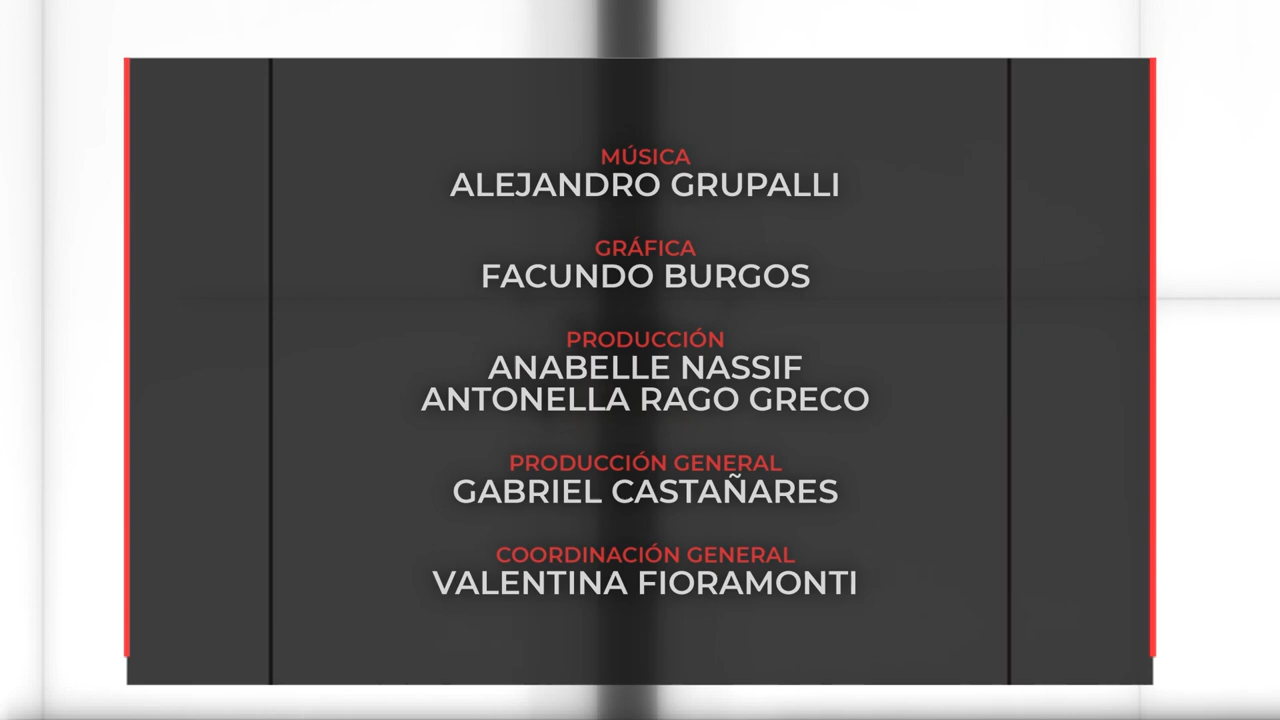 MÚSICA
ALEJANDRO GRUPALLI
GRÁFICA
FACUNDO BURGOS
PRODUCCIÓN
ANABELLE NASSIF
ANTONELLA RAGO GRECO
PRODUCCIÓN GENERAL
GABRIEL CASTAÑARES
COORDINACIÓN GENERAL
VALENTINA FIORAMONTI